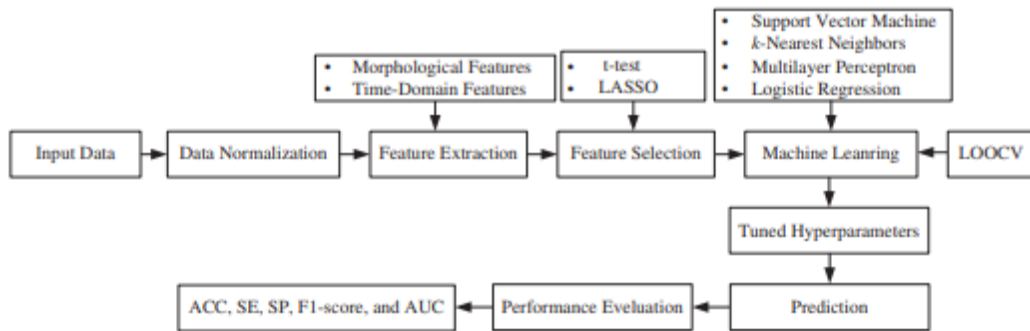 • Support Vector Machine
• k-Nearest Neighbors
• Multilayer Perceptron
• Logistic Regression
• Morphological Features
• Time-Domain Features
• t-test
• LASSO
Input Data
Data Normalization
Feature Extraction
Feature Selection
Machine Leanring
LOOCV
Tuned Hyperparameters
Prediction
Performance Eveluation
ACC, SE, SP, F1-score, and AUC